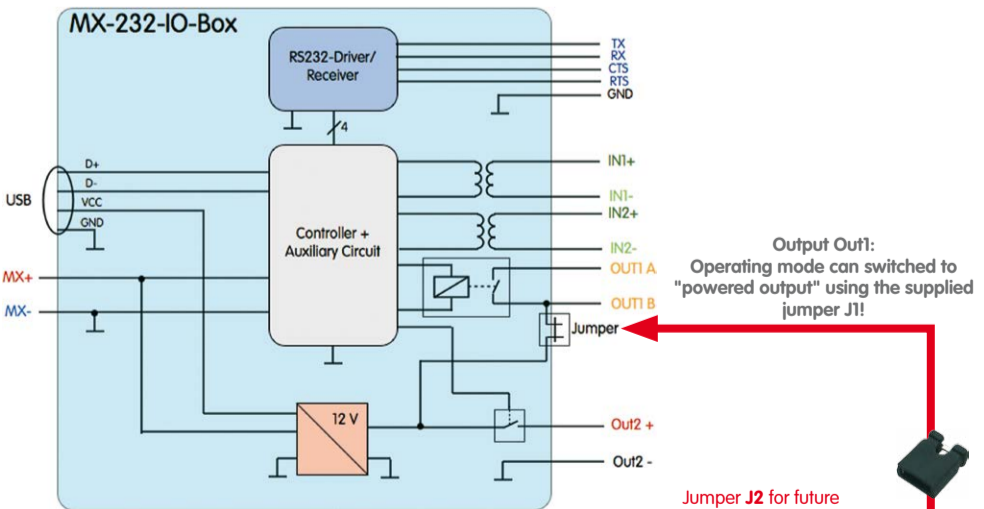 MX-232-IO-Box
RS232-Driver/
Receiver
TX
RX
CTS
RTS
GND
4
D+
D-
VCC
GND
USB
Controller +
Auxiliary Circuit
IN1+
IN1-
IN2+
IN2-
OUT1 A
OUT1 B
MX+
MX-
Jumper
Output Out1:
Operating mode can switched to
"powered output" using the supplied
jumper J1!
12 V
Out2 +
Out2 -
Jumper J2 for future